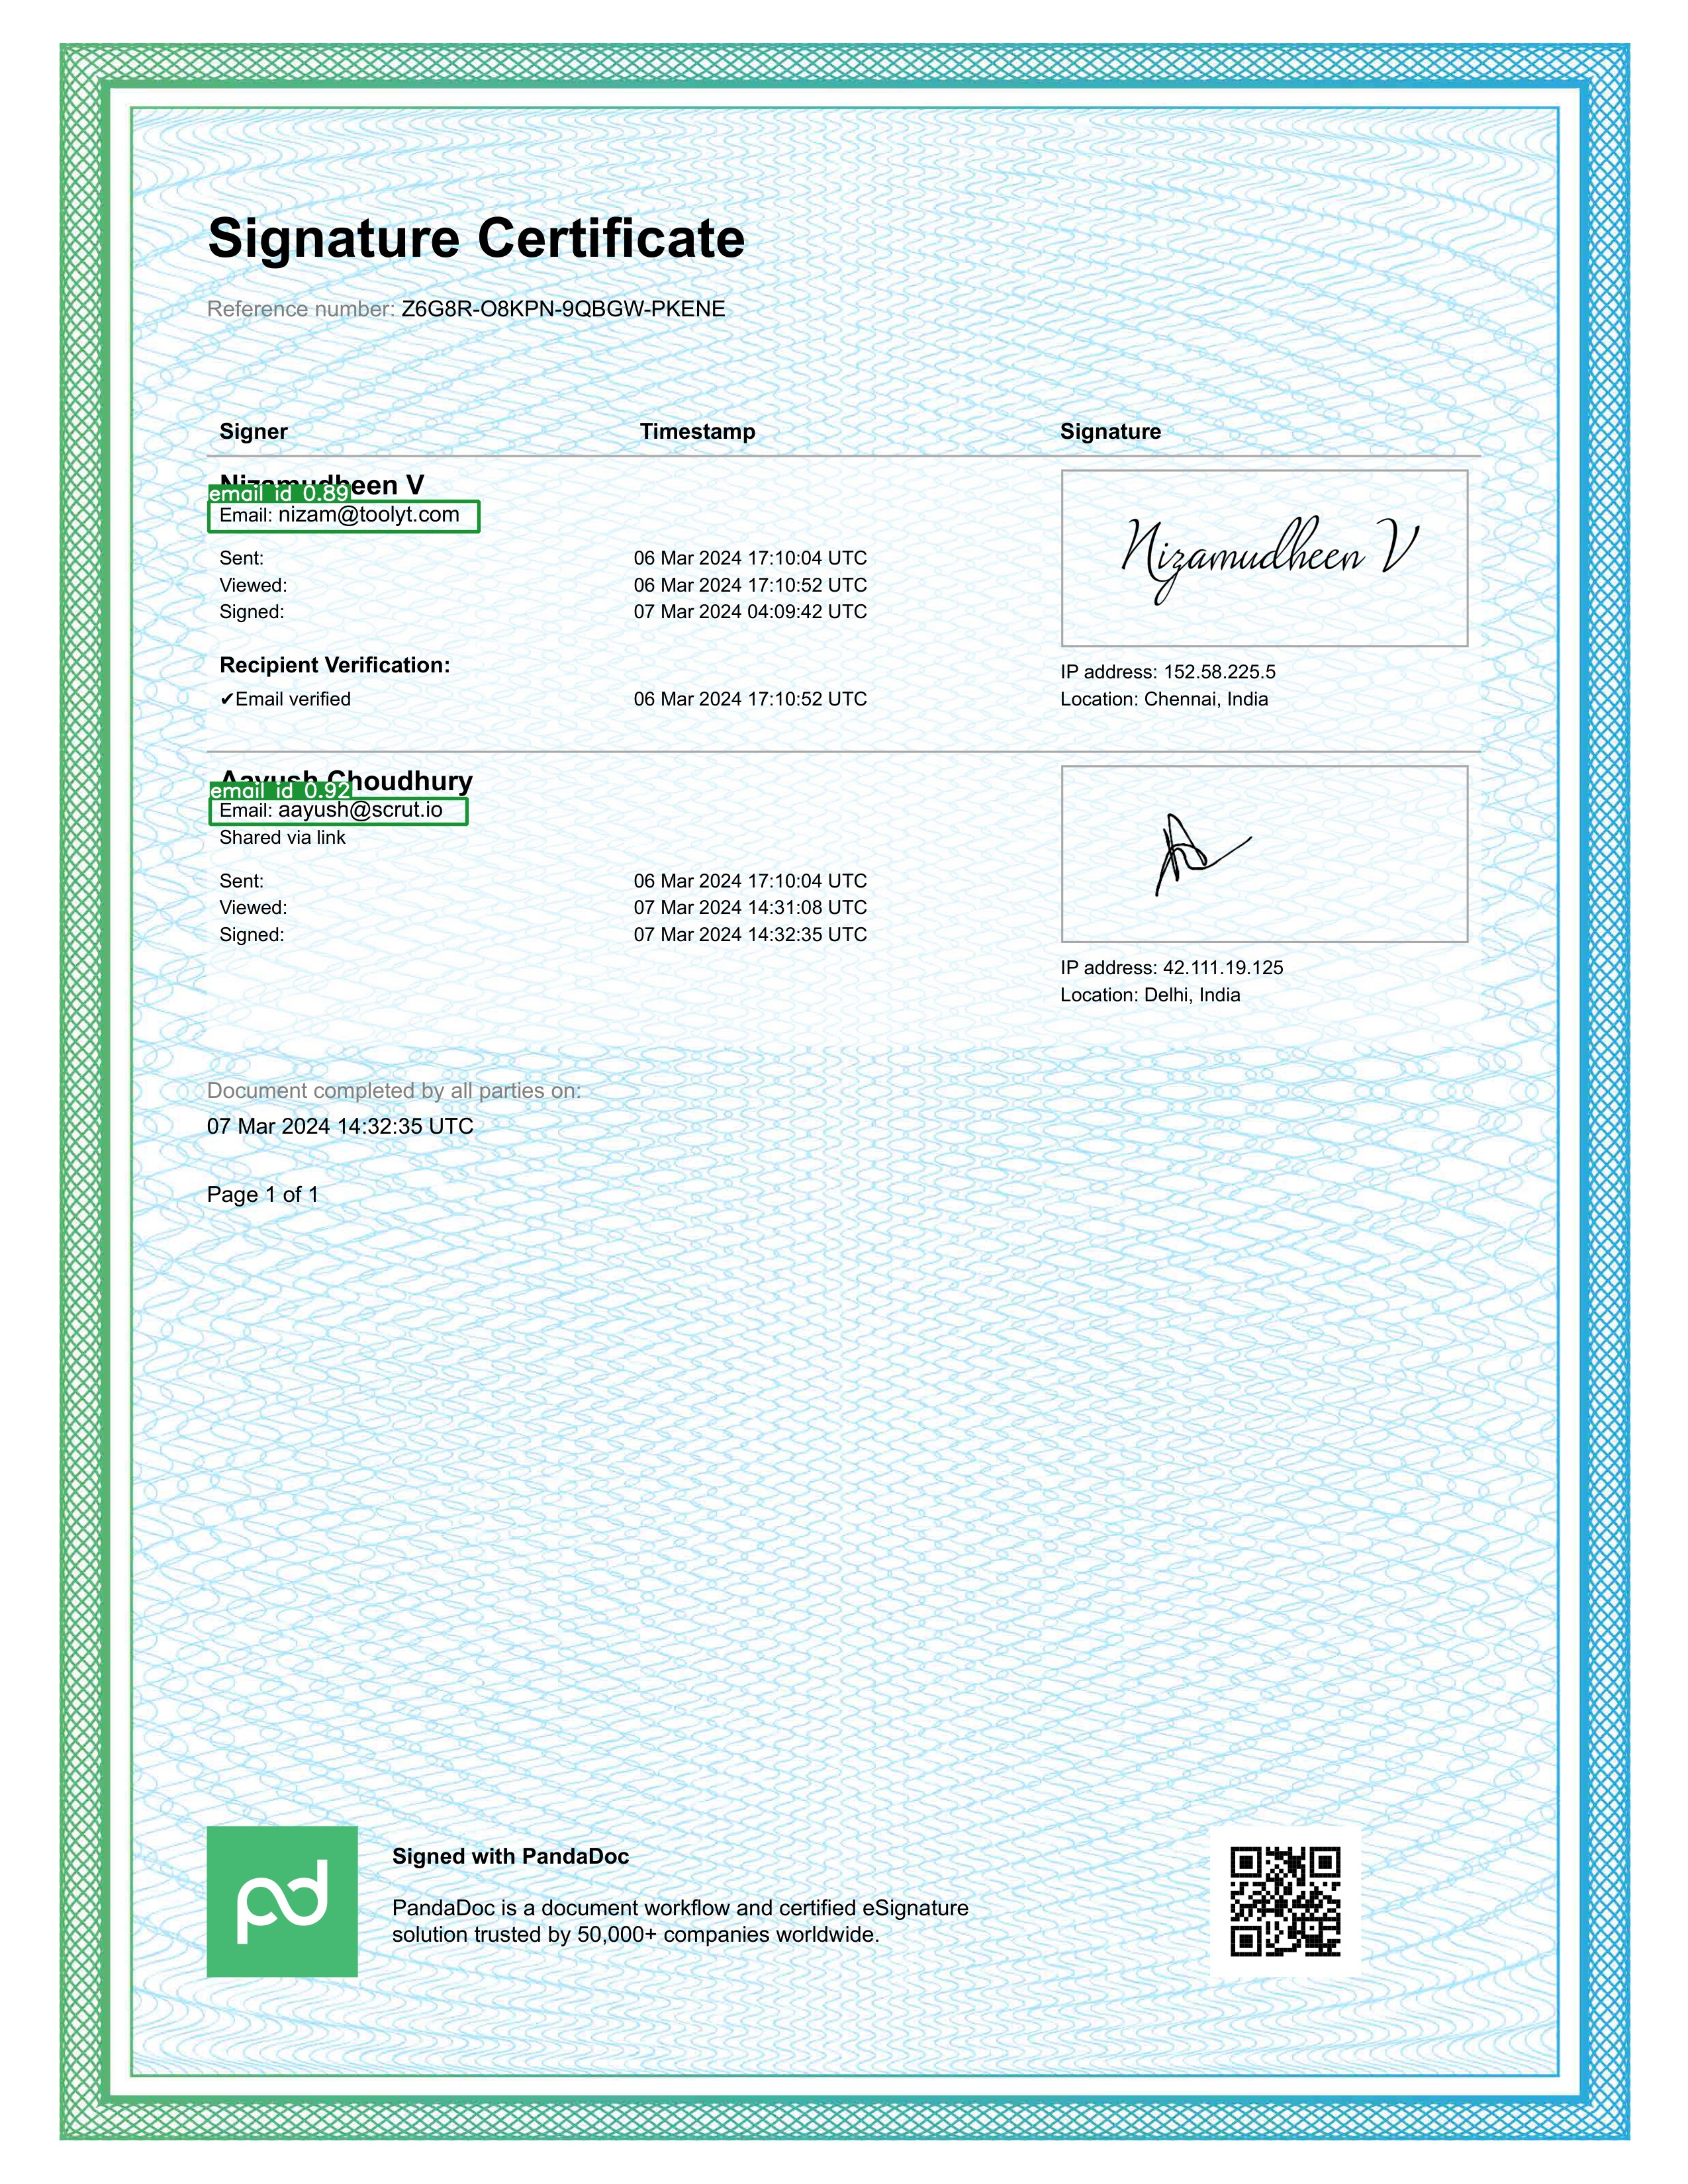 Signature Certificate
Reference number: Z6G8R-O8KPN-9QBGW-PKENE
Signer Timestamp Signature
Nizamudheen V
email_id 0.89
Email: nizam@toolyt.com
Nizamudheen V
Sent: 06 Mar 2024 17:10:04 UTC
Viewed: 06 Mar 2024 17:10:52 UTC
Signed: 07 Mar 2024 04:09:42 UTC
Recipient Verification:
IP address: 152.58.225.5
✔Email verified 06 Mar 2024 17:10:52 UTC
Location: Chennai, India
Aayush Choudhury
email_id 0.92
Email: aayush@scrut.io
Shared via link
Sent: 06 Mar 2024 17:10:04 UTC
Viewed: 07 Mar 2024 14:31:08 UTC
Signed: 07 Mar 2024 14:32:35 UTC
IP address: 42.111.19.125
Location: Delhi, India
Document completed by all parties on:
07 Mar 2024 14:32:35 UTC
Page 1 of 1
pd
Signed with PandaDoc
PandaDoc is a document workflow and certified eSignature
solution trusted by 50,000+ companies worldwide.